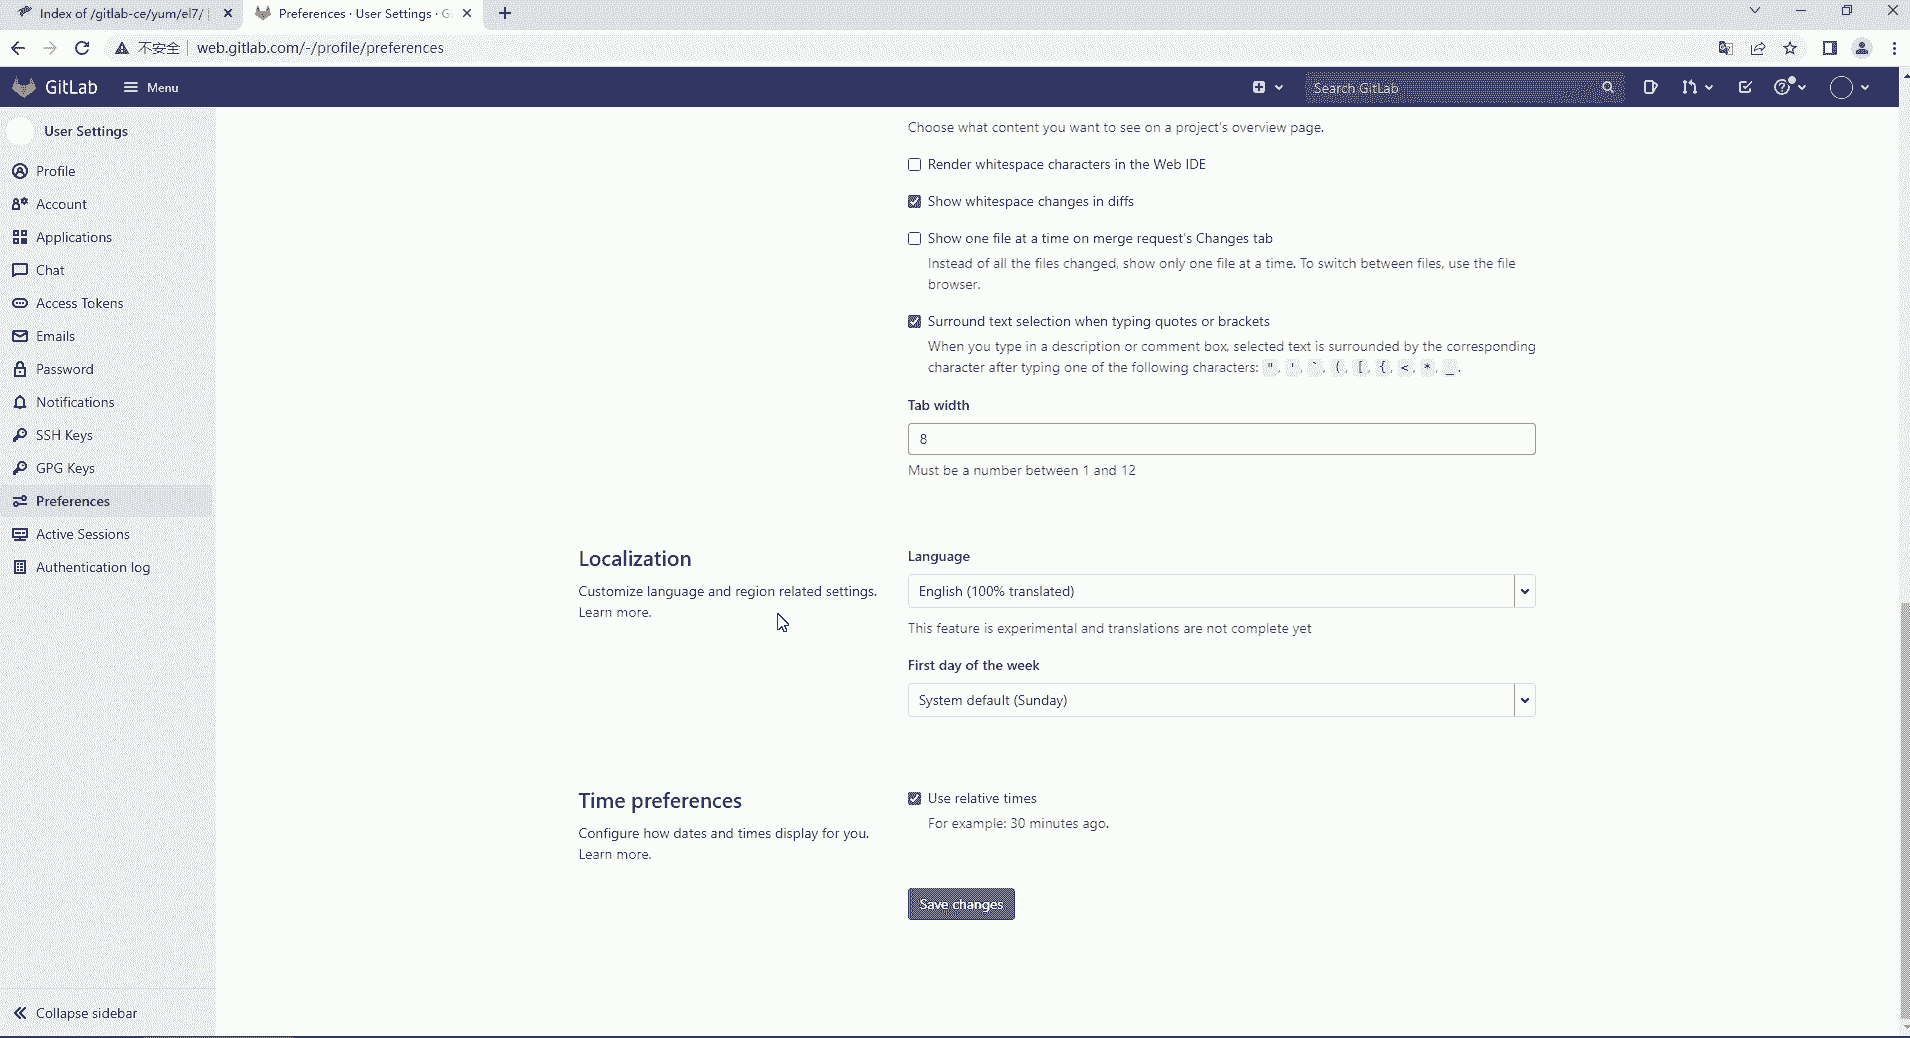 Index of /gitlab-ce/yum/el7/ |
Preferences · User Settings · G
不安全
web.gitlab.com/-/profile/preferences
GitLab
Menu
Search GitLab
User Settings
Profile
Account
Applications
Chat
Access Tokens
Emails
Password
Notifications
SSH Keys
GPG Keys
Preferences
Active Sessions
Authentication log
Collapse sidebar
Choose what content you want to see on a project's overview page.
Render whitespace characters in the Web IDE
Show whitespace changes in diffs
Show one file at a time on merge request's Changes tab
Instead of all the files changed, show only one file at a time. To switch between files, use the file
browser.
Surround text selection when typing quotes or brackets
When you type in a description or comment box, selected text is surrounded by the corresponding
character after typing one of the following characters: ", ', `, (, [, {, <, *, _.
Tab width
8
Must be a number between 1 and 12
Localization
Customize language and region related settings.
Learn more.
Language
English (100% translated)
This feature is experimental and translations are not complete yet
First day of the week
System default (Sunday)
Time preferences
Configure how dates and times display for you.
Learn more.
Use relative times
For example: 30 minutes ago.
Save changes